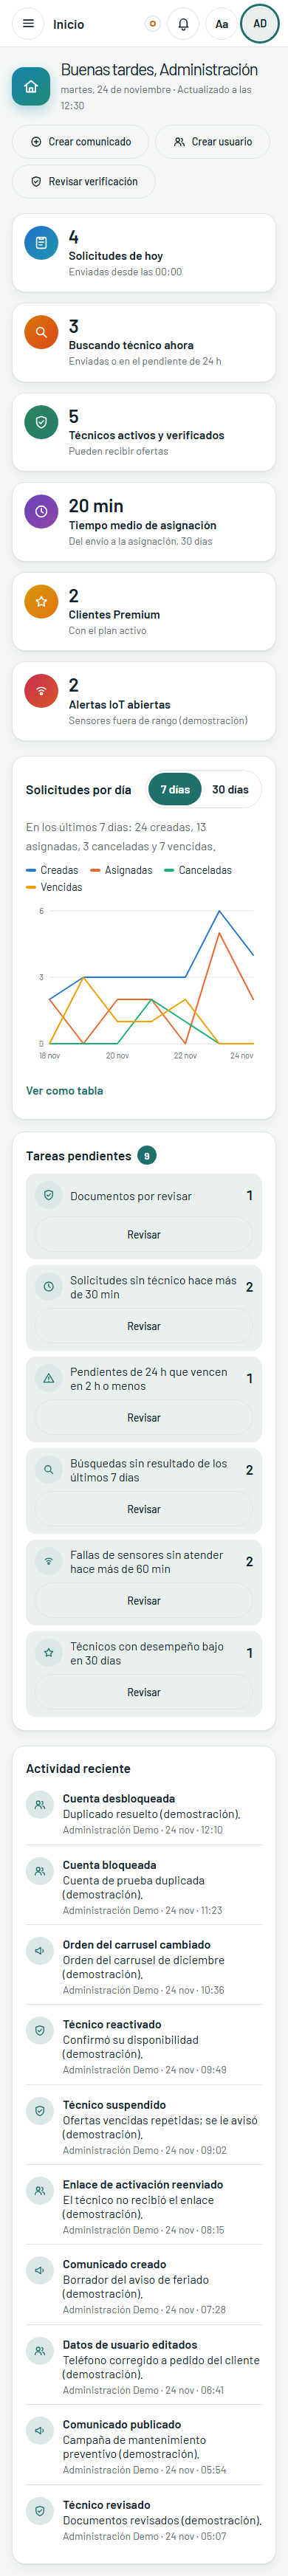 Inicio
Aa
AD
Buenas tardes, Administración
martes, 24 de noviembre · Actualizado a las
12:30
Crear comunicado
Crear usuario
Revisar verificación
4
Solicitudes de hoy
Enviadas desde las 00:00
3
Buscando técnico ahora
Enviadas o en el pendiente de 24 h
5
Técnicos activos y verificados
Pueden recibir ofertas
20 min
Tiempo medio de asignación
Del envío a la asignación, 30 días
2
Clientes Premium
Con el plan activo
2
Alertas IoT abiertas
Sensores fuera de rango (demostración)
Solicitudes por día
7 días
30 días
En los últimos 7 días: 24 creadas, 13
asignadas, 3 canceladas y 7 vencidas.
Creadas
Asignadas
Canceladas
Vencidas
6
3
0
18 nov
20 nov
22 nov
24 nov
Ver como tabla
Tareas pendientes 9
Documentos por revisar
1
Revisar
Solicitudes sin técnico hace más
de 30 min
2
Revisar
Pendientes de 24 h que vencen
en 2 h o menos
1
Revisar
Búsquedas sin resultado de los
últimos 7 días
2
Revisar
Fallas de sensores sin atender
hace más de 60 min
2
Revisar
Técnicos con desempeño bajo
en 30 días
1
Revisar
Actividad reciente
Cuenta desbloqueada
Duplicado resuelto (demostración).
Administración Demo · 24 nov · 12:10
Cuenta bloqueada
Cuenta de prueba duplicada
(demostración).
Administración Demo · 24 nov · 11:23
Orden del carrusel cambiado
Orden del carrusel de diciembre
(demostración).
Administración Demo · 24 nov · 10:36
Técnico reactivado
Confirmó su disponibilidad
(demostración).
Administración Demo · 24 nov · 09:49
Técnico suspendido
Ofertas vencidas repetidas; se le avisó
(demostración).
Administración Demo · 24 nov · 09:02
Enlace de activación reenviado
El técnico no recibió el enlace
(demostración).
Administración Demo · 24 nov · 08:15
Comunicado creado
Borrador del aviso de feriado
(demostración).
Administración Demo · 24 nov · 07:28
Datos de usuario editados
Teléfono corregido a pedido del cliente
(demostración).
Administración Demo · 24 nov · 06:41
Comunicado publicado
Campaña de mantenimiento
preventivo (demostración).
Administración Demo · 24 nov · 05:54
Técnico revisado
Documentos revisados (demostración).
Administración Demo · 24 nov · 05:07